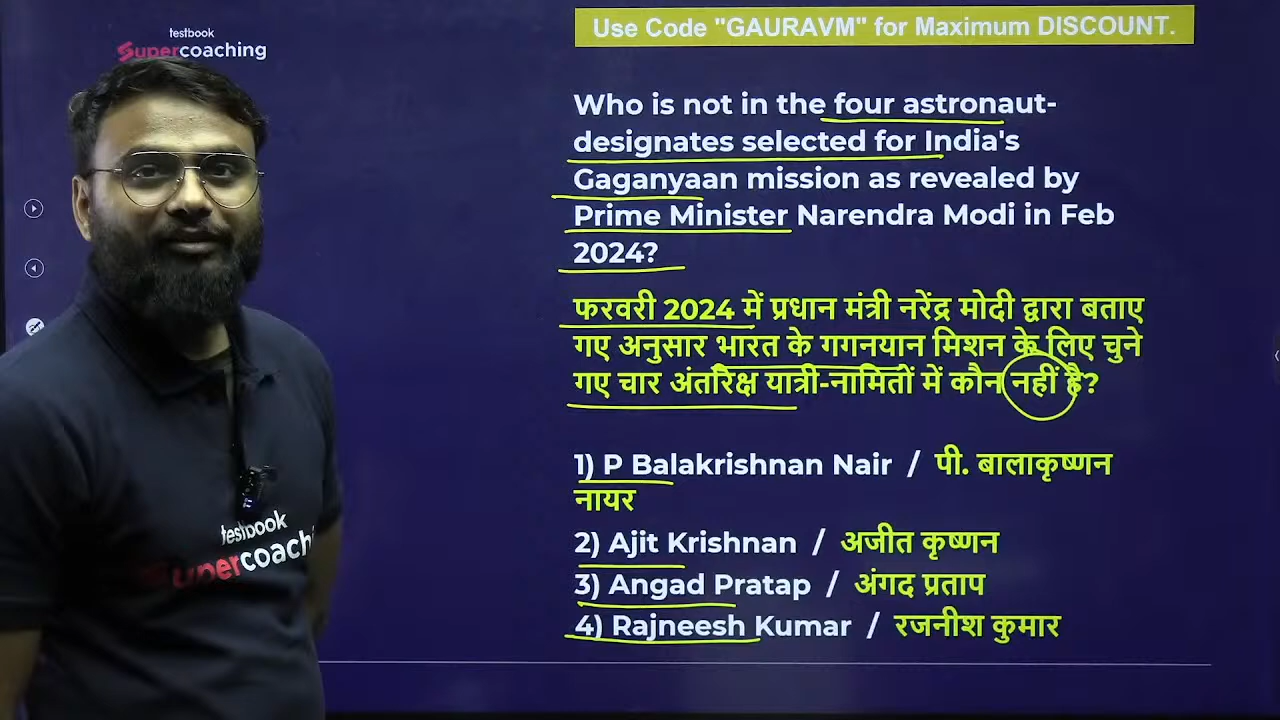 testbook
Supercoaching
Use Code "GAURAVM" for Maximum DISCOUNT.
Who is not in the four astronaut-
designates selected for India's
Gaganyaan mission as revealed by
Prime Minister Narendra Modi in Feb
2024?
फरवरी 2024 में प्रधान मंत्री नरेंद्र मोदी द्वारा बताए
गए अनुसार भारत के गगनयान मिशन के लिए चुने
गए चार अंतरिक्ष यात्री-नामितों में कौन नहीं है?
1) P Balakrishnan Nair / पी. बालाकृष्णन
नायर
2) Ajit Krishnan / अजीत कृष्णन
3) Angad Pratap / अंगद प्रताप
4) Rajneesh Kumar / रजनीश कुमार
testbook
Supercoachi